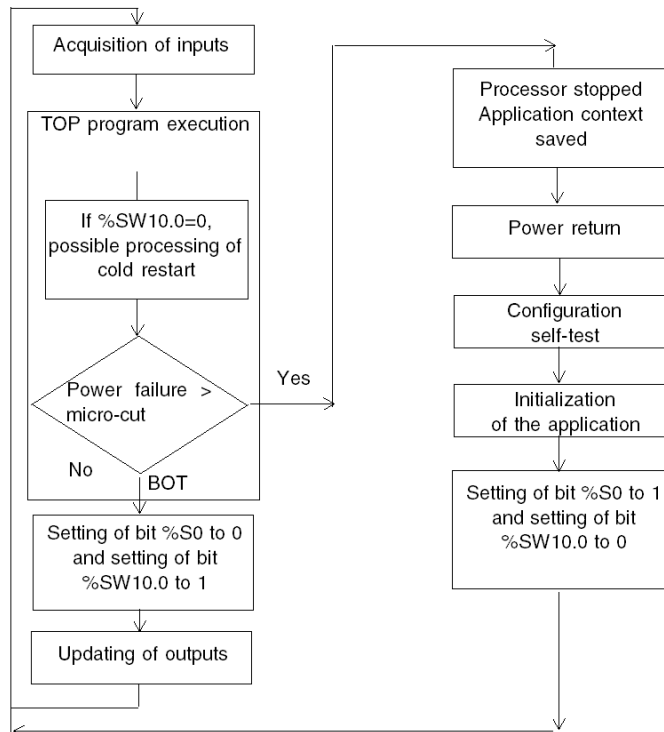 Acquisition of inputs
TOP program execution
If %SW10.0=0,
possible processing of
cold restart
Power failure >
micro-cut
Yes
No
BOT
Setting of bit %S0 to 0
and setting of bit
%SW10.0 to 1
Updating of outputs
Processor stopped
Application context
saved
Power return
Configuration
self-test
Initialization
of the application
Setting of bit %S0 to 1
and setting of bit
%SW10.0 to 0